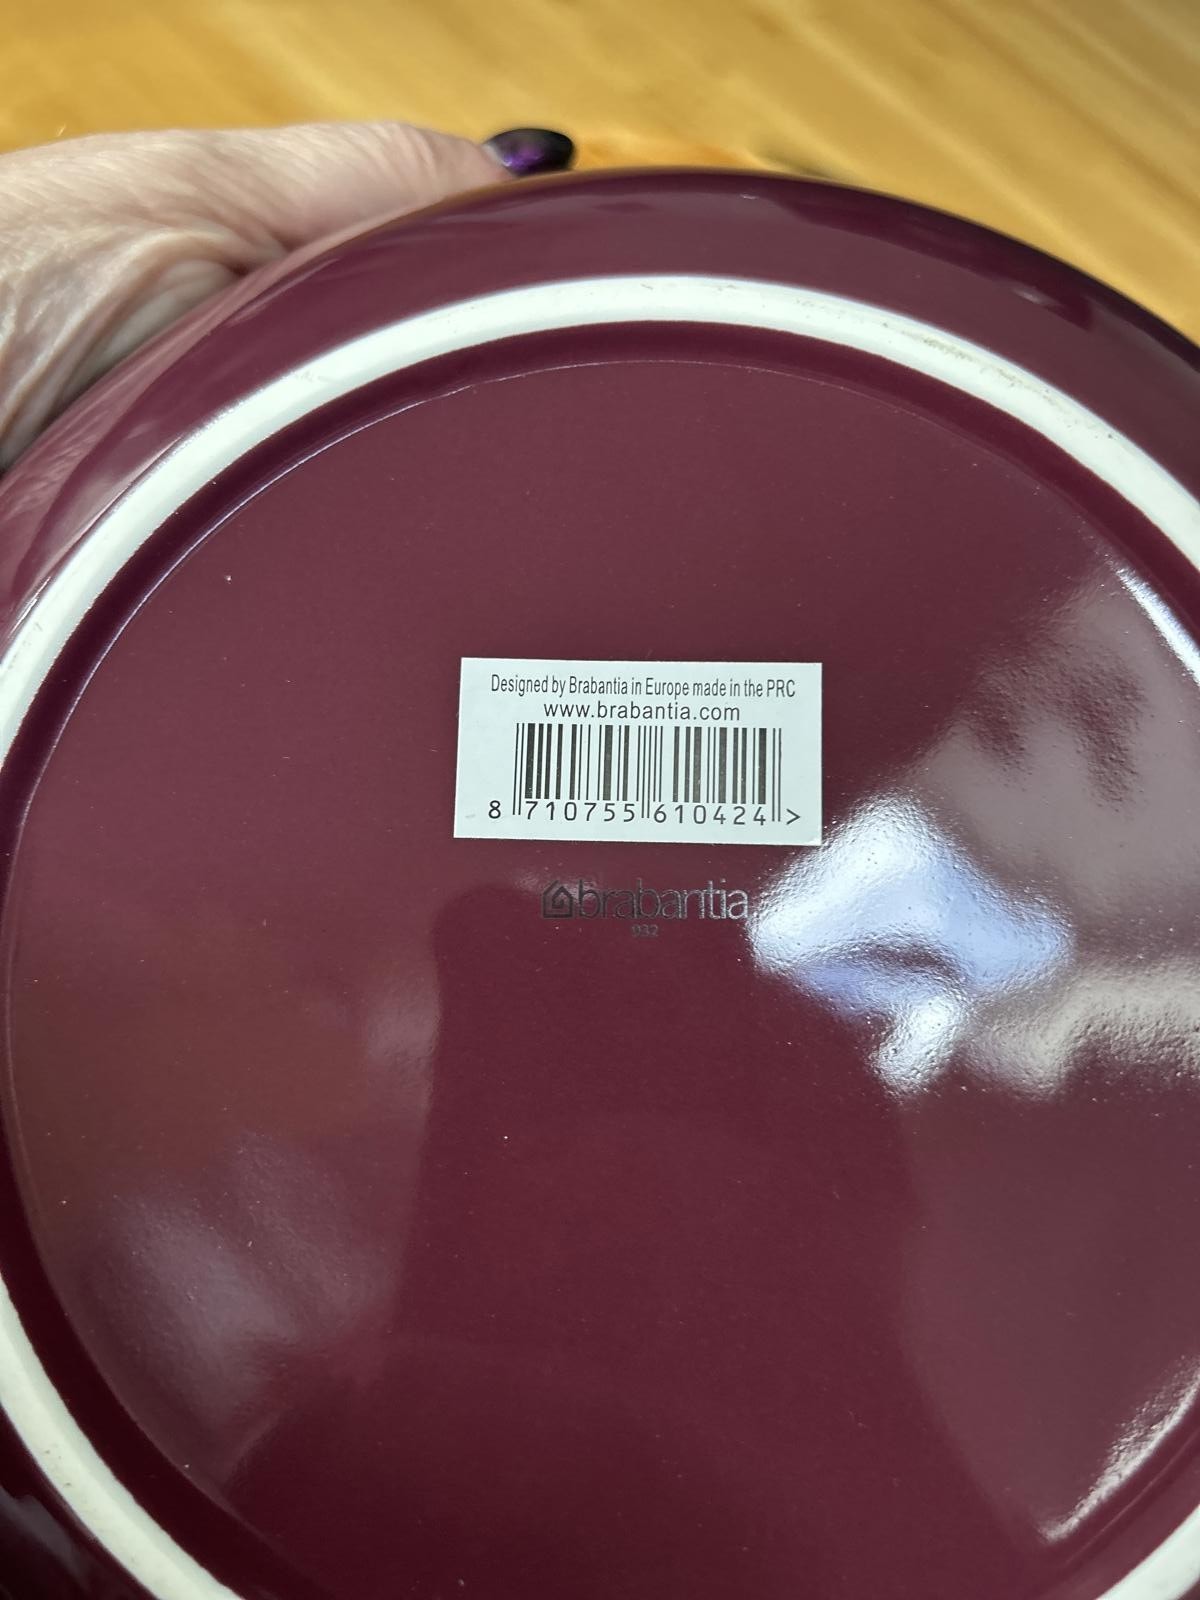 Designed by Brabantia in Europe made in the PRC
www.brabantia.com
8 710755 610424 >
brabantia
932